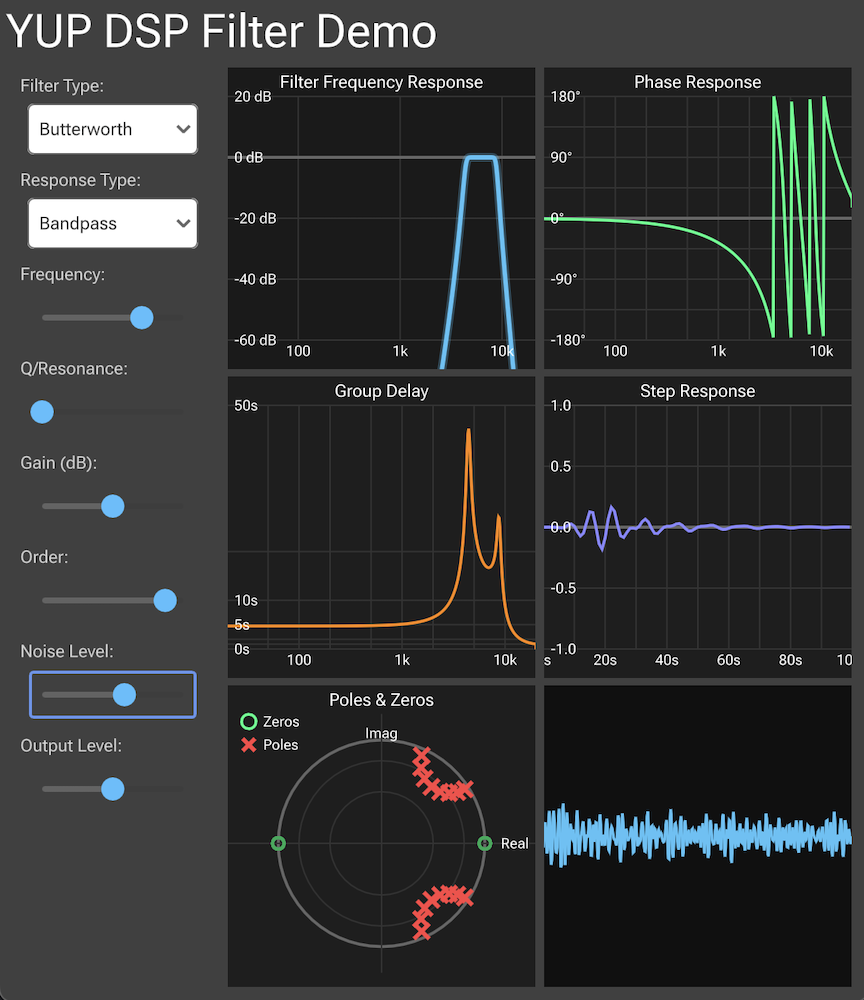 YUP DSP Filter Demo
Filter Type:
Butterworth
Response Type:
Bandpass
Frequency:
Q/Resonance:
Gain (dB):
Order:
Noise Level:
Output Level:
Filter Frequency Response
20 dB
0 dB
-20 dB
-40 dB
-60 dB
100 1k 10k
Phase Response
180°
90°
0°
-90°
-180°
100 1k 10k
Group Delay
50s
10s
5s
0s
100 1k 10k
Step Response
1.0
0.5
0.0
-0.5
-1.0
s 20s 40s 60s 80s 10
Poles & Zeros
Zeros
Poles
Imag
Real